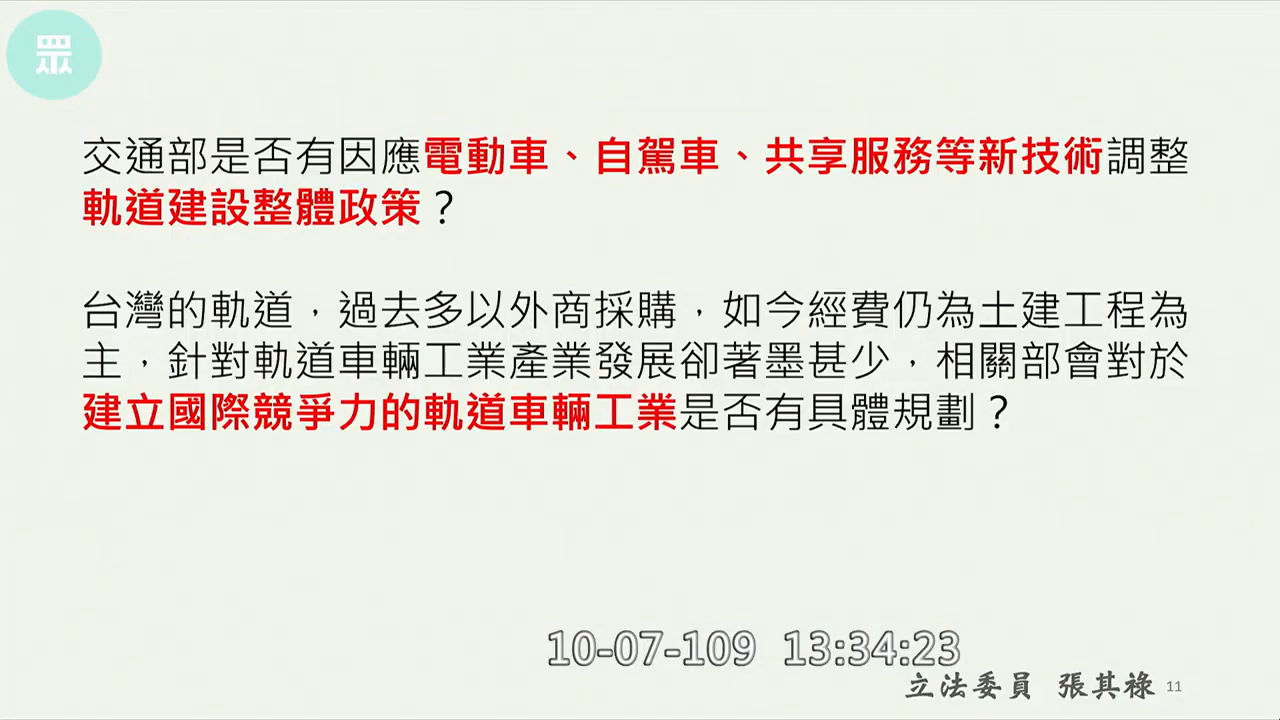 眾
交通部是否有因應電動車、自駕車、共享服務等新技術調整
軌道建設整體政策？
台灣的軌道，過去多以外商採購，如今經費仍為土建工程為
主，針對軌道車輛工業產業發展卻著墨甚少，相關部會對於
建立國際競爭力的軌道車輛工業是否有具體規劃？
10-07-109 13:34:23
立法委員 張其祿 11